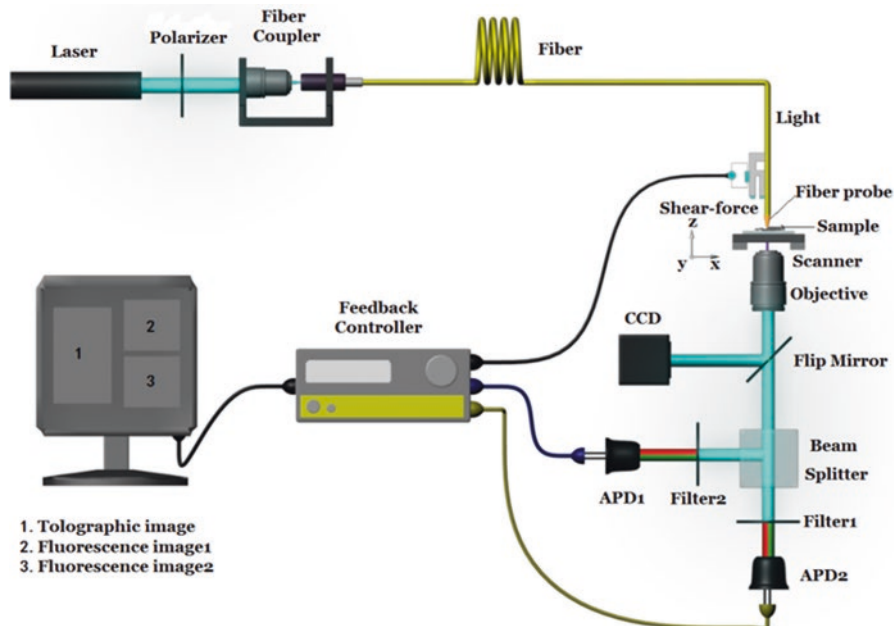 Laser
Polarizer
Fiber
Coupler
Fiber
Light
Fiber probe
Shear-force
Sample
z
y
x
Scanner
Objective
CCD
Flip Mirror
Feedback
Controller
1
2
3
Beam
Splitter
APD1
Filter2
Filter1
APD2
1. Tolographic image
2. Fluorescence image1
3. Fluorescence image2